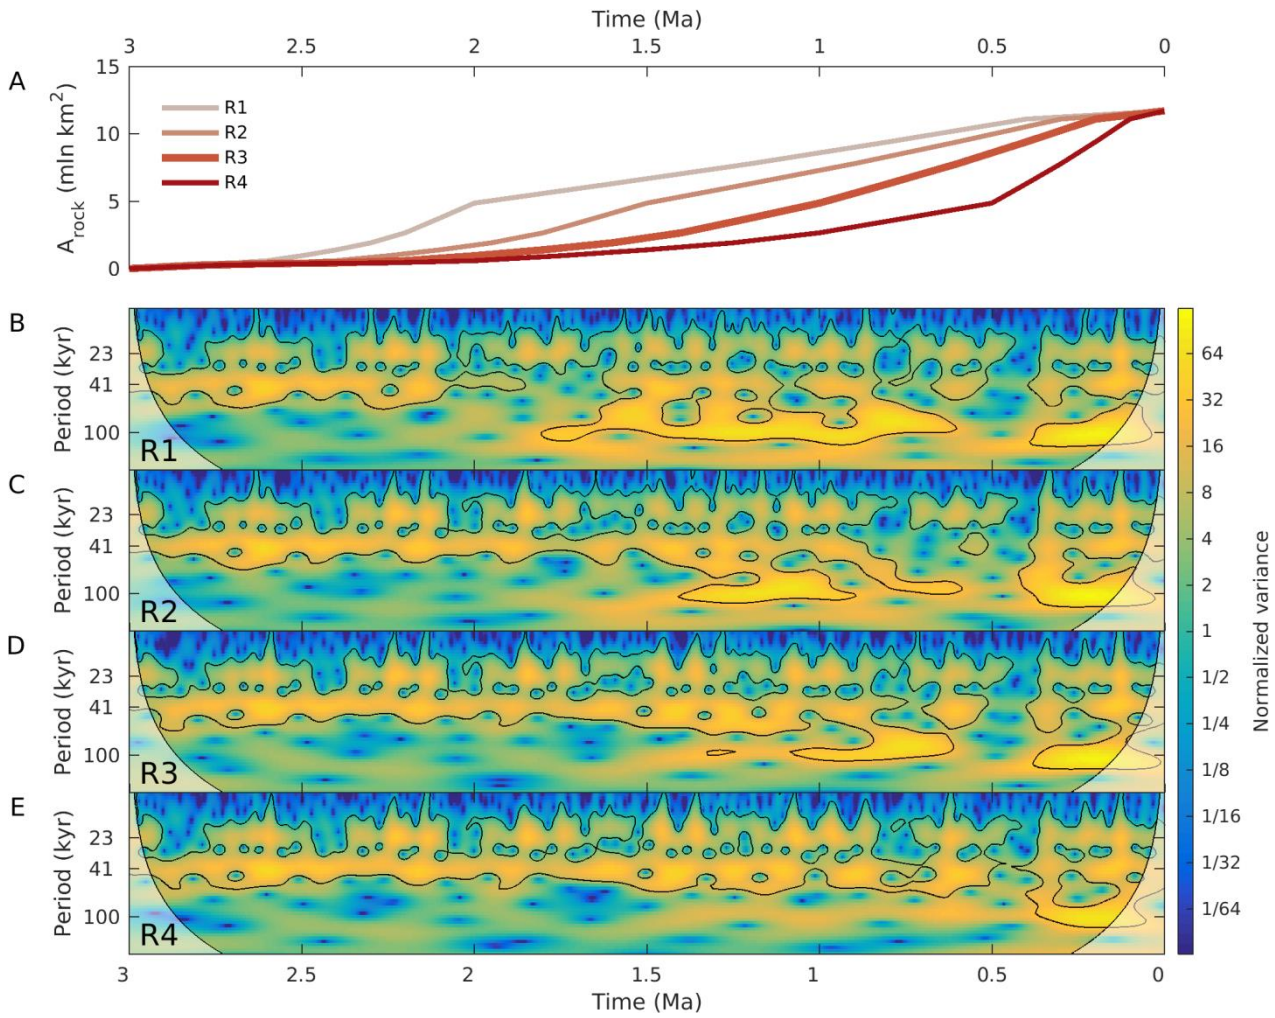 Time (Ma)
3 2.5 2 1.5 1 0.5 0
A
A_rock (mln km²)
15
10
5
0
R1
R2
R3
R4
B
Period (kyr)
23
41
100
R1
C
Period (kyr)
23
41
100
R2
D
Period (kyr)
23
41
100
R3
E
Period (kyr)
23
41
100
R4
3 2.5 2 1.5 1 0.5 0
Time (Ma)
64
32
16
8
4
2
1
1/2
1/4
1/8
1/16
1/32
1/64
Normalized variance